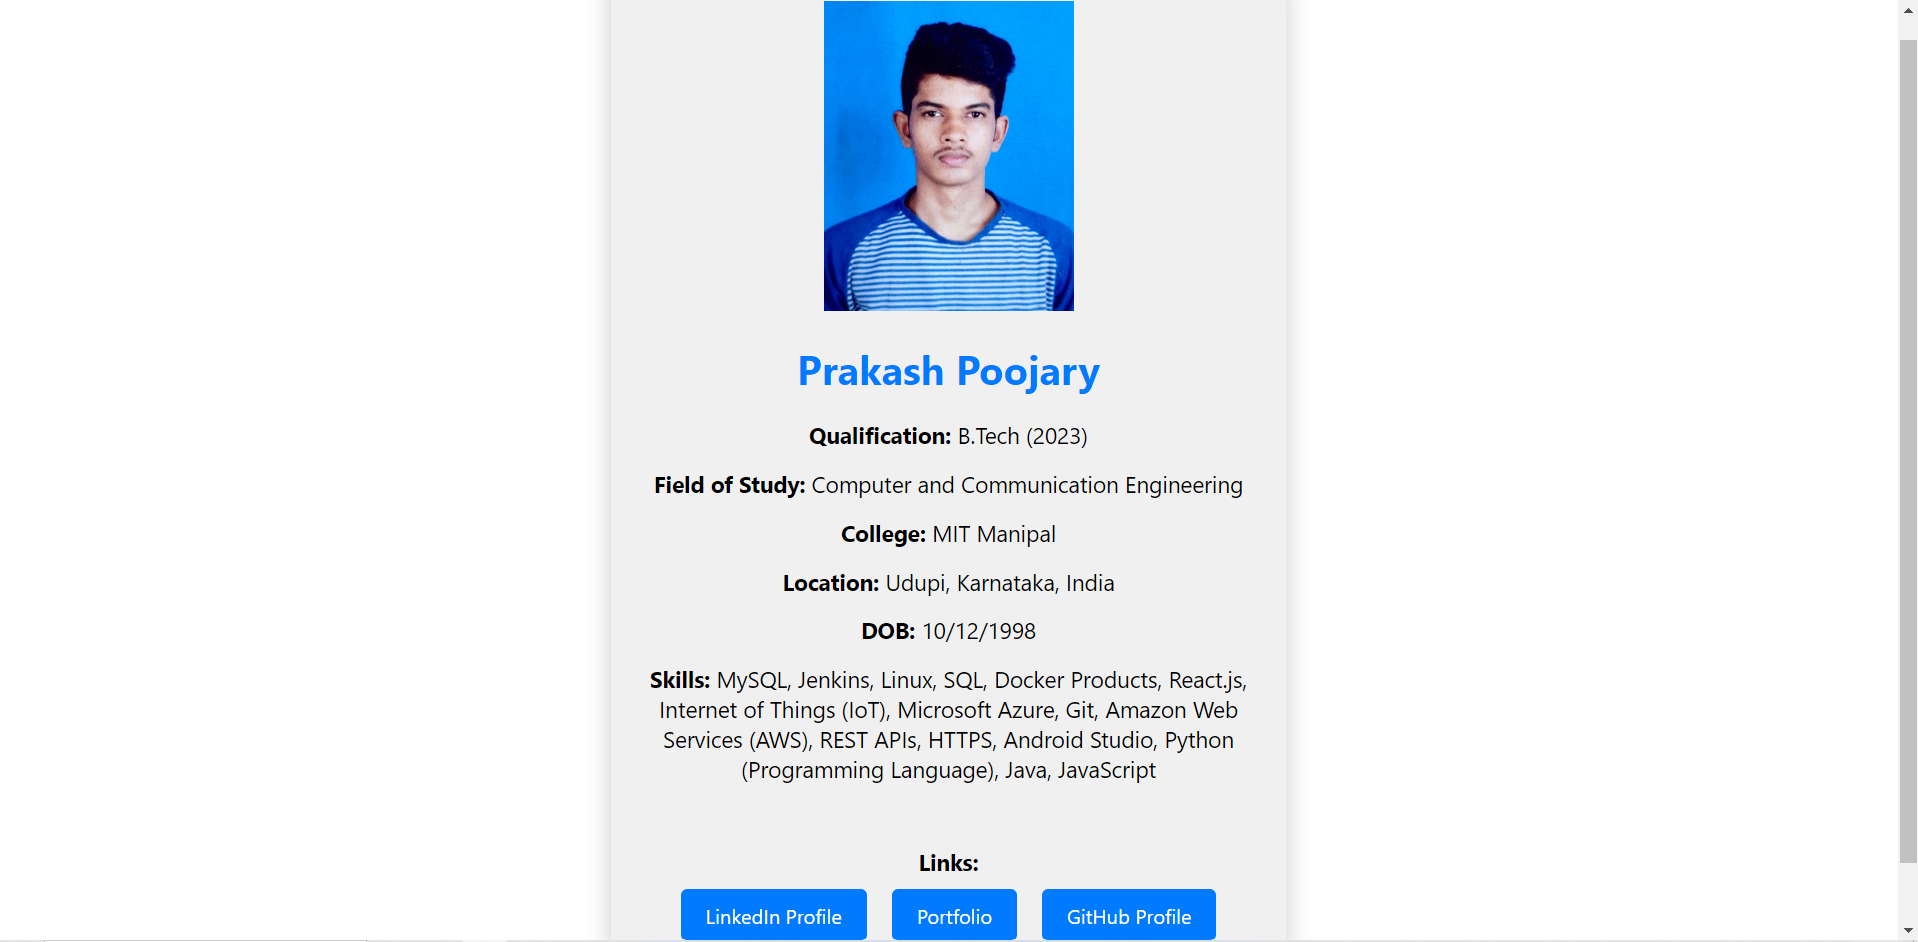 Prakash Poojary
Qualification: B.Tech (2023)
Field of Study: Computer and Communication Engineering
College: MIT Manipal
Location: Udupi, Karnataka, India
DOB: 10/12/1998
Skills: MySQL, Jenkins, Linux, SQL, Docker Products, React.js,
Internet of Things (IoT), Microsoft Azure, Git, Amazon Web
Services (AWS), REST APIs, HTTPS, Android Studio, Python
(Programming Language), Java, JavaScript
Links:
LinkedIn Profile Portfolio GitHub Profile